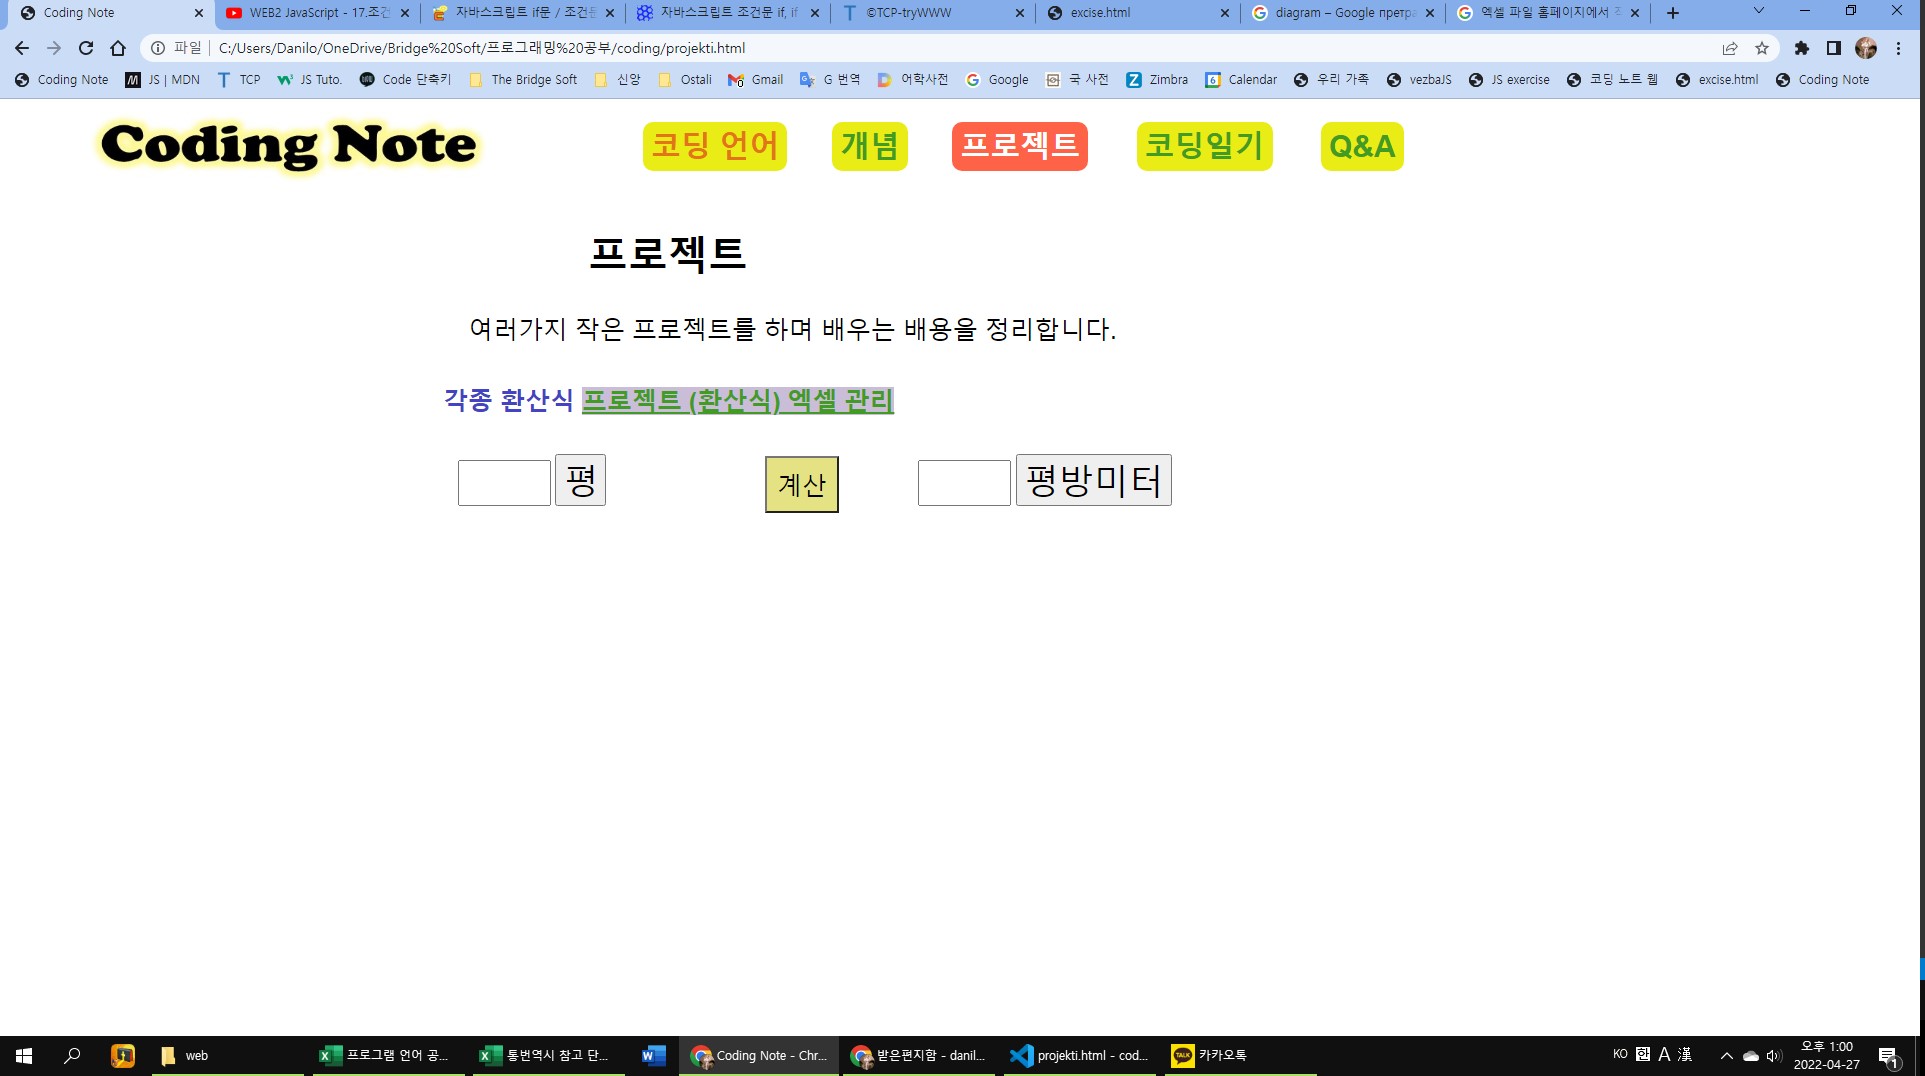 Coding Note
WEB2 JavaScript - 17.조건
자바스크립트 if문 / 조건문
자바스크립트 조건문 if, if
©TCP-tryWWW
excise.html
diagram – Google претра
엑셀 파일 홈페이지에서
파일 C:/Users/Danilo/OneDrive/Bridge%20Soft/프로그래밍%20공부/coding/projekti.html
Coding Note JS | MDN TCP JS Tuto. Code 단축키 The Bridge Soft 신앙 Ostali Gmail G 번역 어학사전 Google 국 사전 Zimbra Calendar 우리 가족 vezbaJS JS exercise 코딩 노트 웹 excise.html Coding Note
Coding Note 코딩 언어 개념 프로젝트 코딩일기 Q&A
프로젝트
여러가지 작은 프로젝트를 하며 배우는 배용을 정리합니다.
각종 환산식 프로젝트 (환산식) 엑셀 관리
평 계산 평방미터
web 프로그램 언어 공... 통번역시 참고 단... Coding Note - Chr... 받은편지함 - danil... projekti.html - cod... 카카오톡 KO 한 A 漢 오후 1:00
2022-04-27